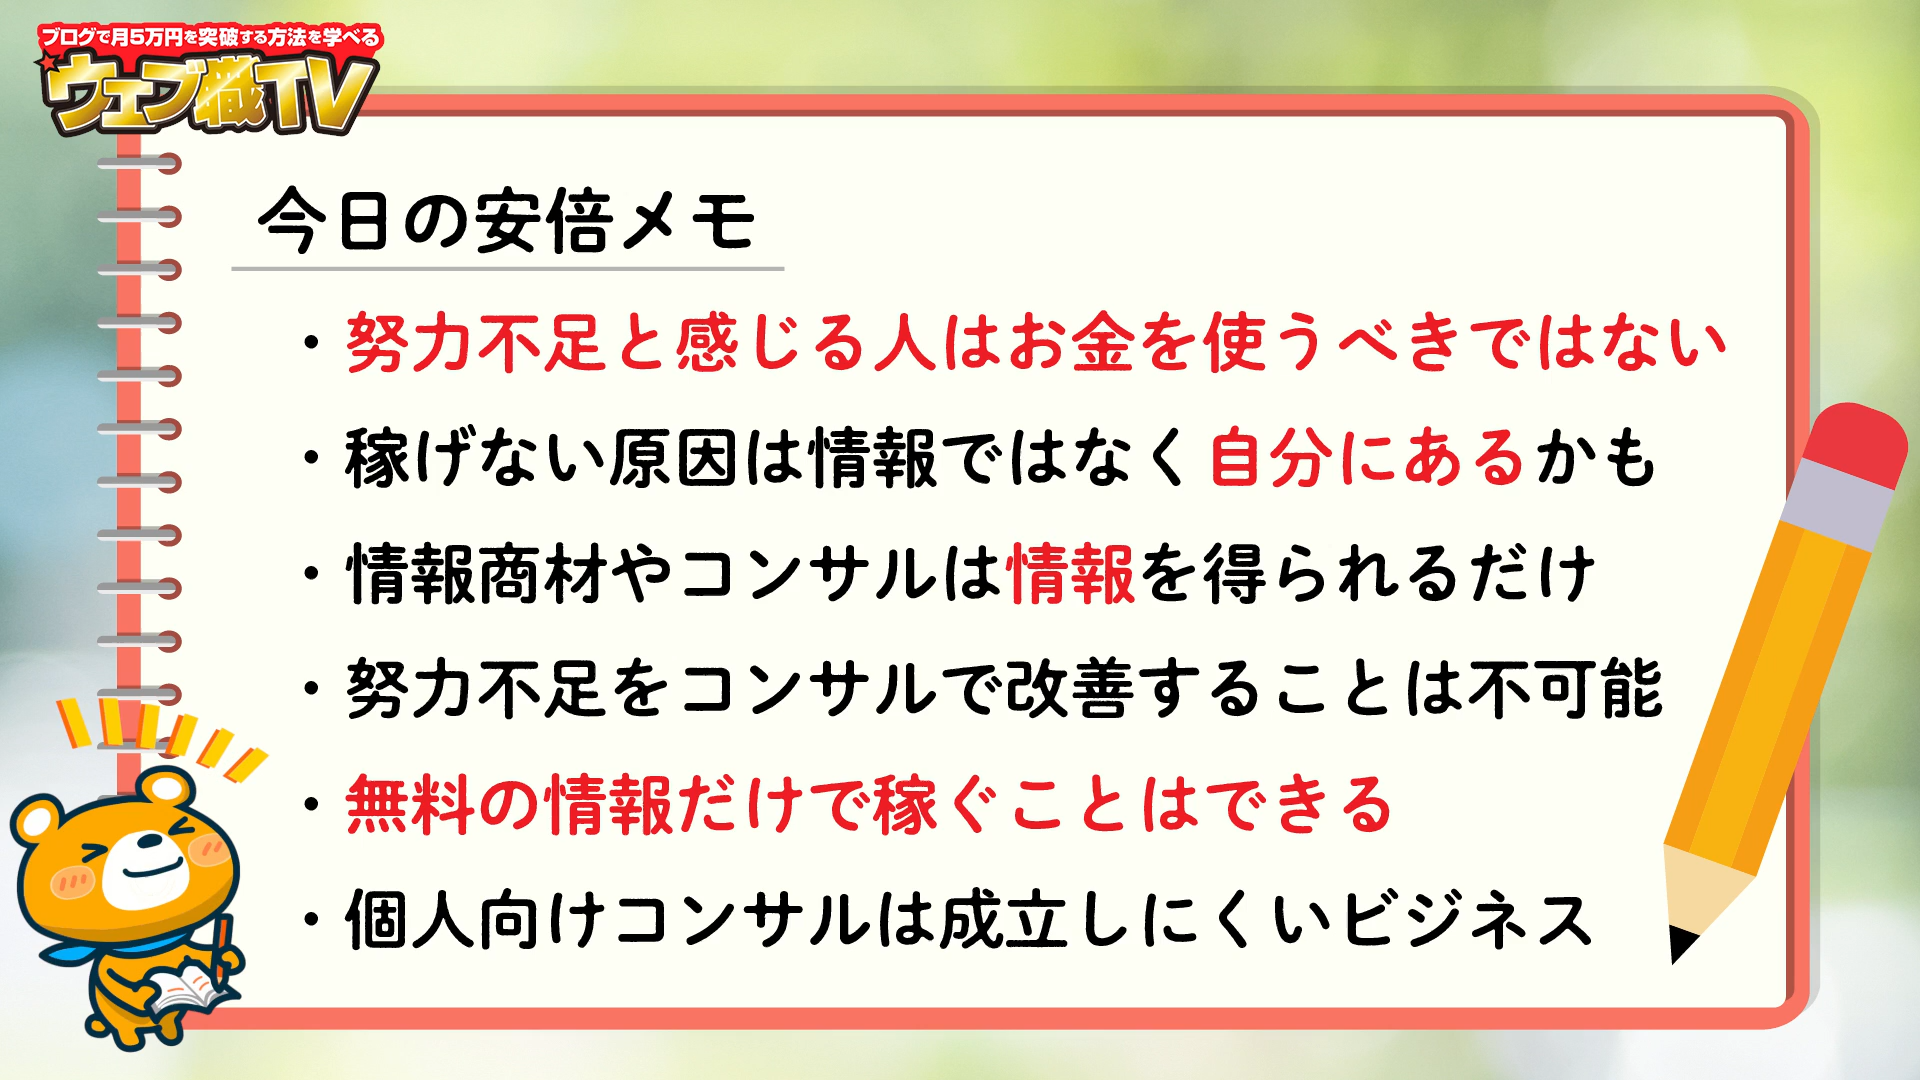 ブログで月5万円を突破する方法を学べる
ウェブ職TV
今日の安倍メモ
・努力不足と感じる人はお金を使うべきではない
・稼げない原因は情報ではなく自分にあるかも
・情報商材やコンサルは情報を得られるだけ
・努力不足をコンサルで改善することは不可能
・無料の情報だけで稼ぐことはできる
・個人向けコンサルは成立しにくいビジネス